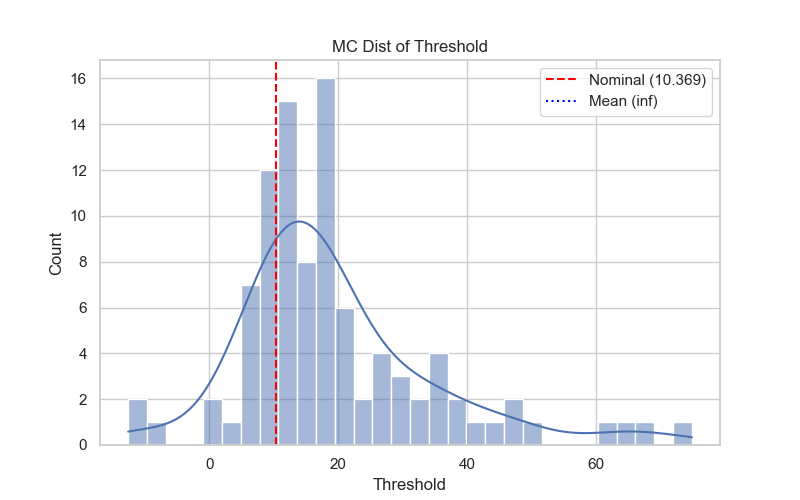 MC Dist of Threshold
Nominal (10.369)
Mean (inf)
Count
16
14
12
10
8
6
4
2
0
0
20
40
60
Threshold